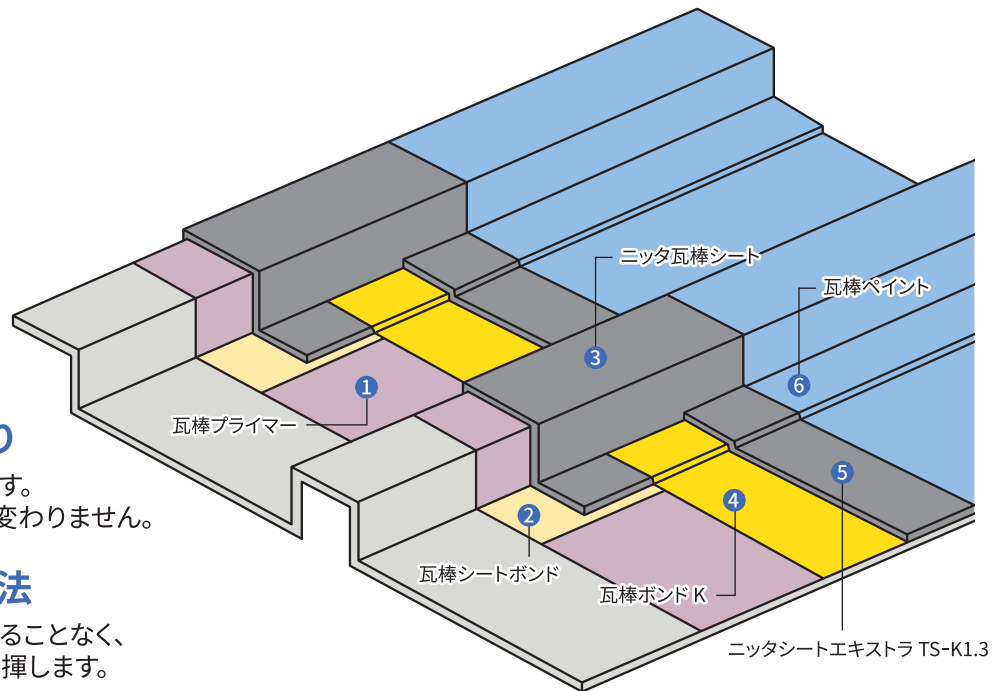 ニッタ瓦棒シート
瓦棒ペイント
3
6
1
瓦棒プライマー
り
す。
変わりません。
5
4
2
瓦棒シートボンド
瓦棒ボンド K
法
ることなく、
揮します。
ニッタシートエキストラ TS-K1.3